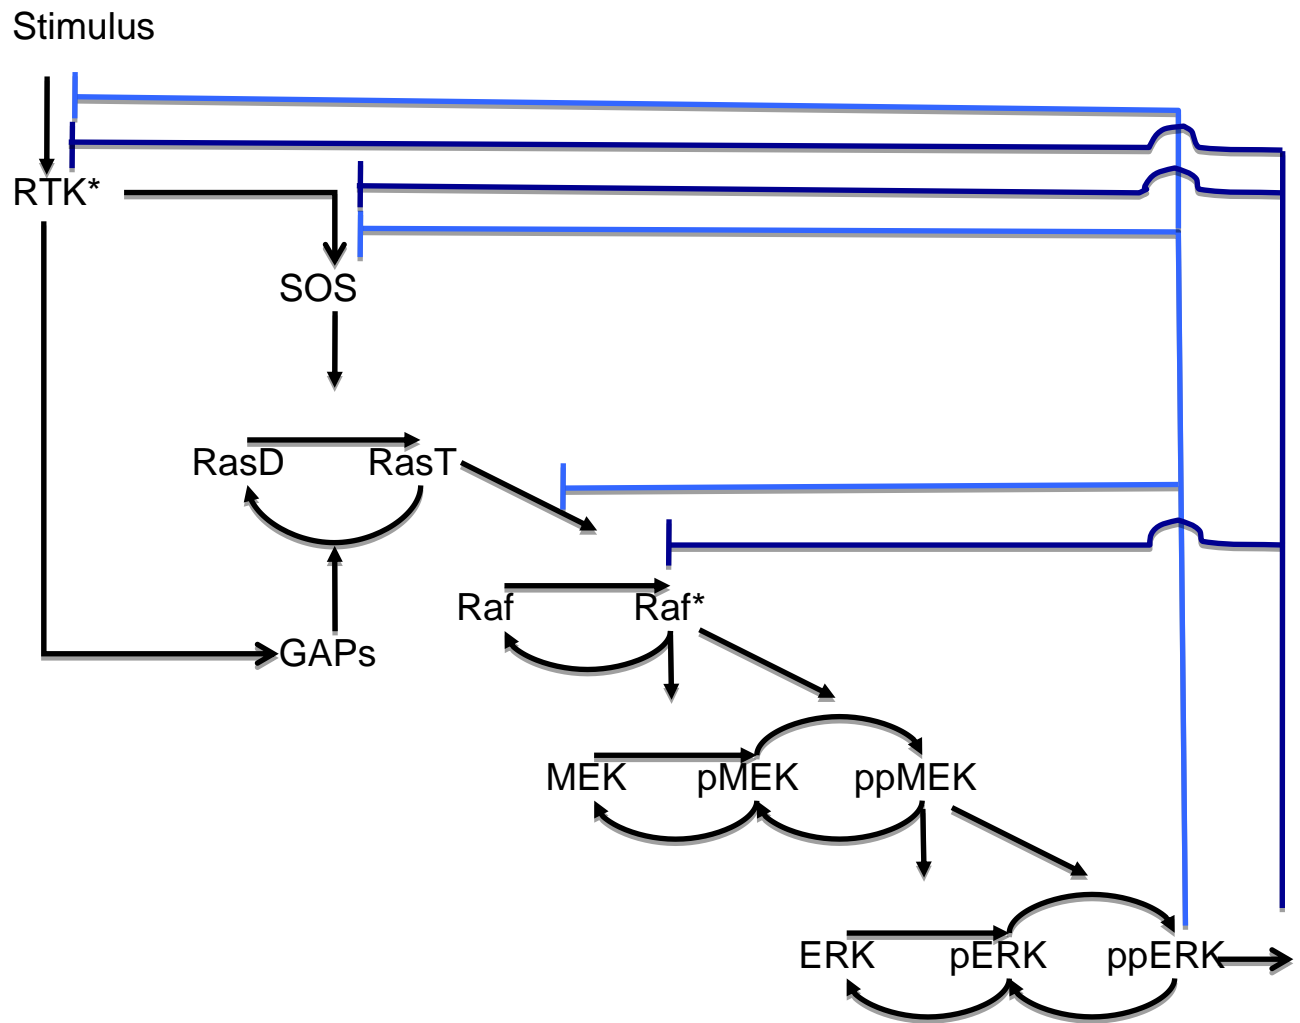 Stimulus
RTK*
SOS
RasD RasT
Raf Raf*
GAPs
MEK pMEK ppMEK
ERK pERK ppERK